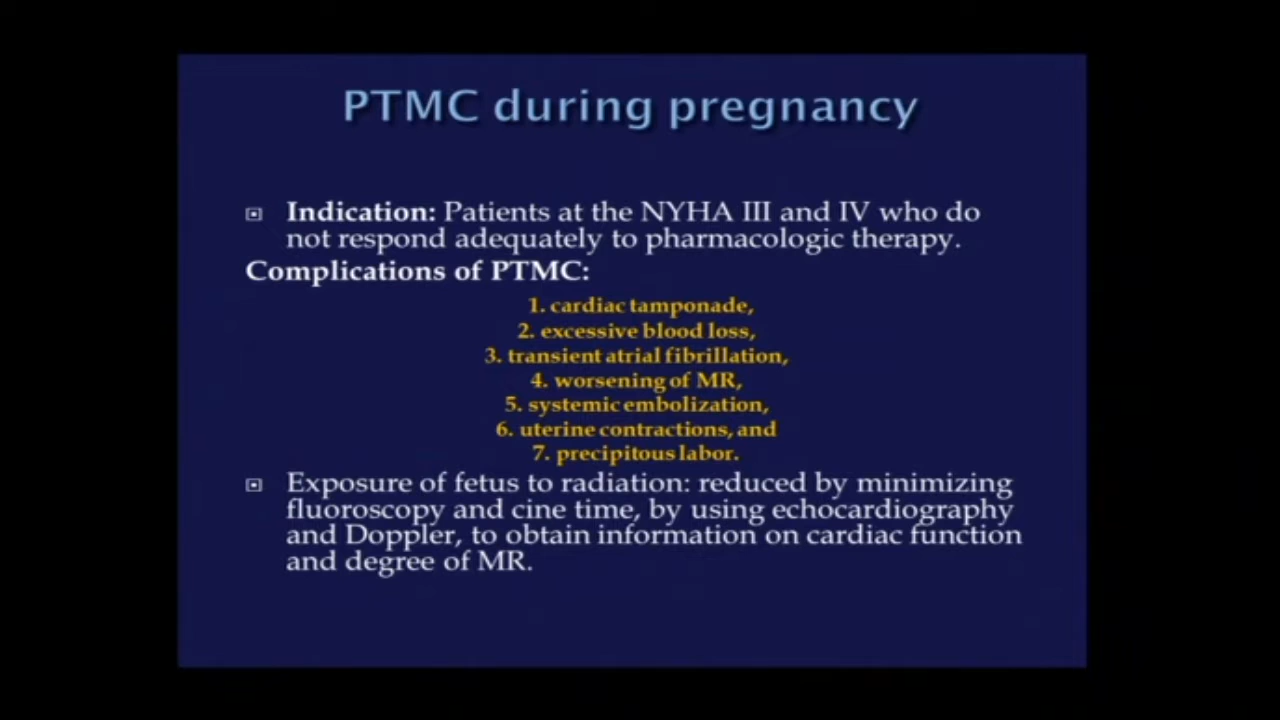 PTMC during pregnancy
Indication: Patients at the NYHA III and IV who do
not respond adequately to pharmacologic therapy.
Complications of PTMC:
1. cardiac tamponade,
2. excessive blood loss,
3. transient atrial fibrillation,
4. worsening of MR,
5. systemic embolization,
6. uterine contractions, and
7. precipitous labor.
Exposure of fetus to radiation: reduced by minimizing
fluoroscopy and cine time, by using echocardiography
and Doppler, to obtain information on cardiac function
and degree of MR.